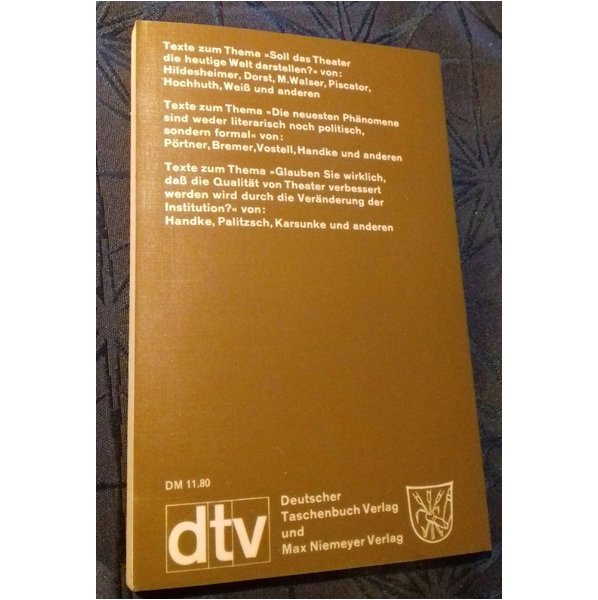 Texte zum Thema »Soll das Theater
die heutige Welt darstellen?« von:
Hildesheimer, Dorst, M.Walser, Piscator,
Hochhuth, Weiß und anderen
Texte zum Thema »Die neuesten Phänomene
sind weder literarisch noch politisch,
sondern formal« von:
Pörtner, Bremer, Vostell, Handke und anderen
Texte zum Thema »Glauben Sie wirklich,
daß die Qualität von Theater verbessert
werden wird durch die Veränderung der
Institution?« von:
Handke, Palitzsch, Karsunke und anderen
DM 11.80
dtv
Deutscher
Taschenbuch Verlag
und
Max Niemeyer Verlag